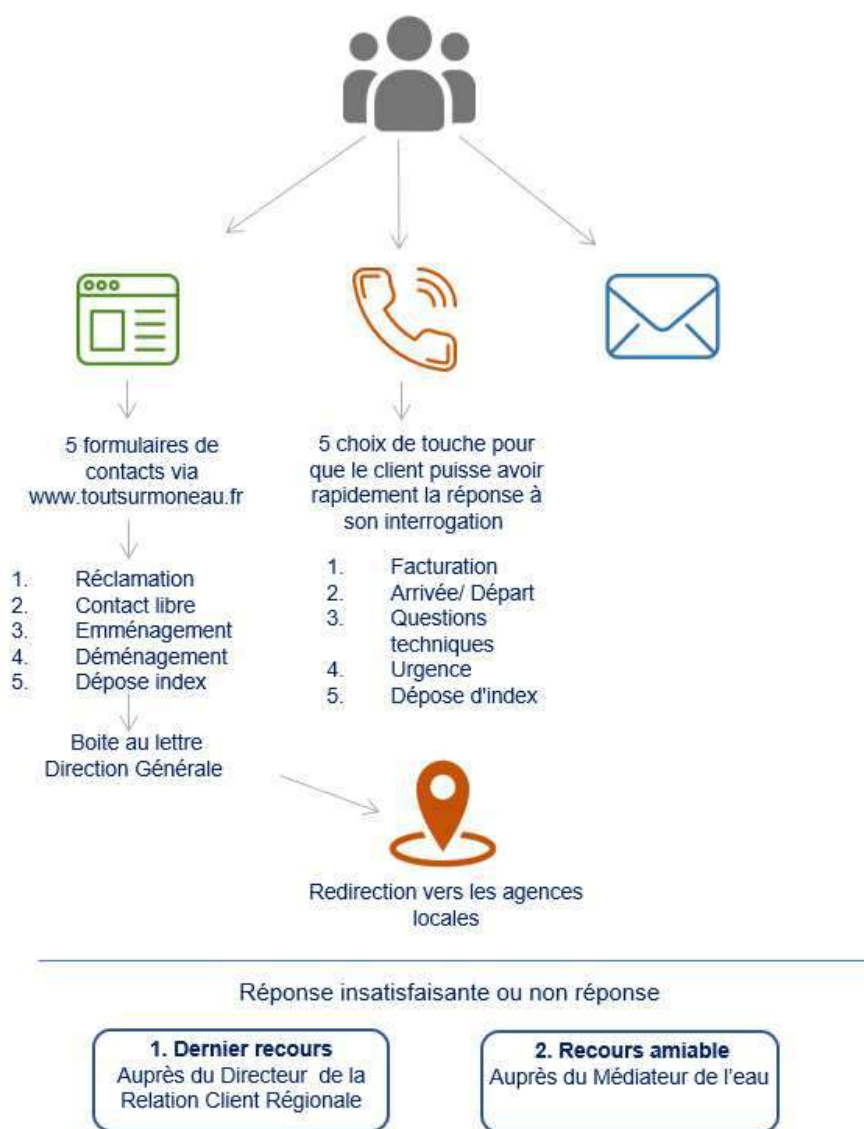 5 formulaires de
contacts via
www.toutsurmoneau.fr
1. Réclamation
2. Contact libre
3. Emménagement
4. Déménagement
5. Dépose index
Boite au lettre
Direction Générale
5 choix de touche pour
que le client puisse avoir
rapidement la réponse à
son interrogation
1. Facturation
2. Arrivée/ Départ
3. Questions
techniques
4. Urgence
5. Dépose d'index
Redirection vers les agences
locales
Réponse insatisfaisante ou non réponse
1. Dernier recours
Auprès du Directeur de la
Relation Client Régionale
2. Recours amiable
Auprès du Médiateur de l’eau